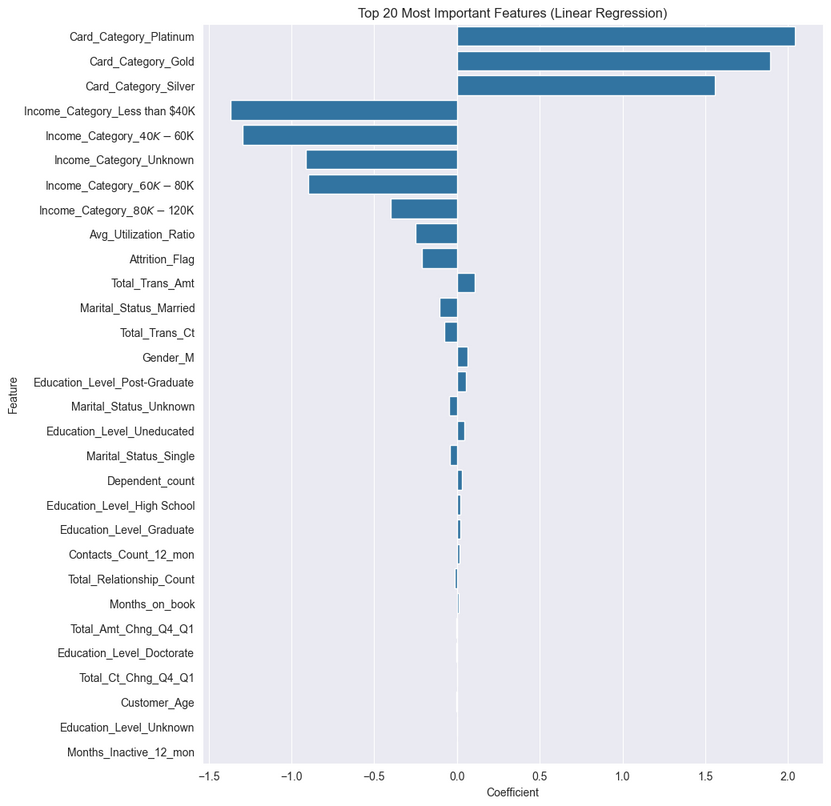 Top 20 Most Important Features (Linear Regression)
Card_Category_Platinum
Card_Category_Gold
Card_Category_Silver
Income_Category_Less than $40K
Income_Category_40K − 60K
Income_Category_Unknown
Income_Category_60K − 80K
Income_Category_80K − 120K
Avg_Utilization_Ratio
Attrition_Flag
Total_Trans_Amt
Marital_Status_Married
Total_Trans_Ct
Gender_M
Education_Level_Post-Graduate
Marital_Status_Unknown
Education_Level_Uneducated
Marital_Status_Single
Dependent_count
Education_Level_High School
Education_Level_Graduate
Contacts_Count_12_mon
Total_Relationship_Count
Months_on_book
Total_Amt_Chng_Q4_Q1
Education_Level_Doctorate
Total_Ct_Chng_Q4_Q1
Customer_Age
Education_Level_Unknown
Months_Inactive_12_mon
Feature
−1.5 −1.0 −0.5 0.0 0.5 1.0 1.5 2.0
Coefficient